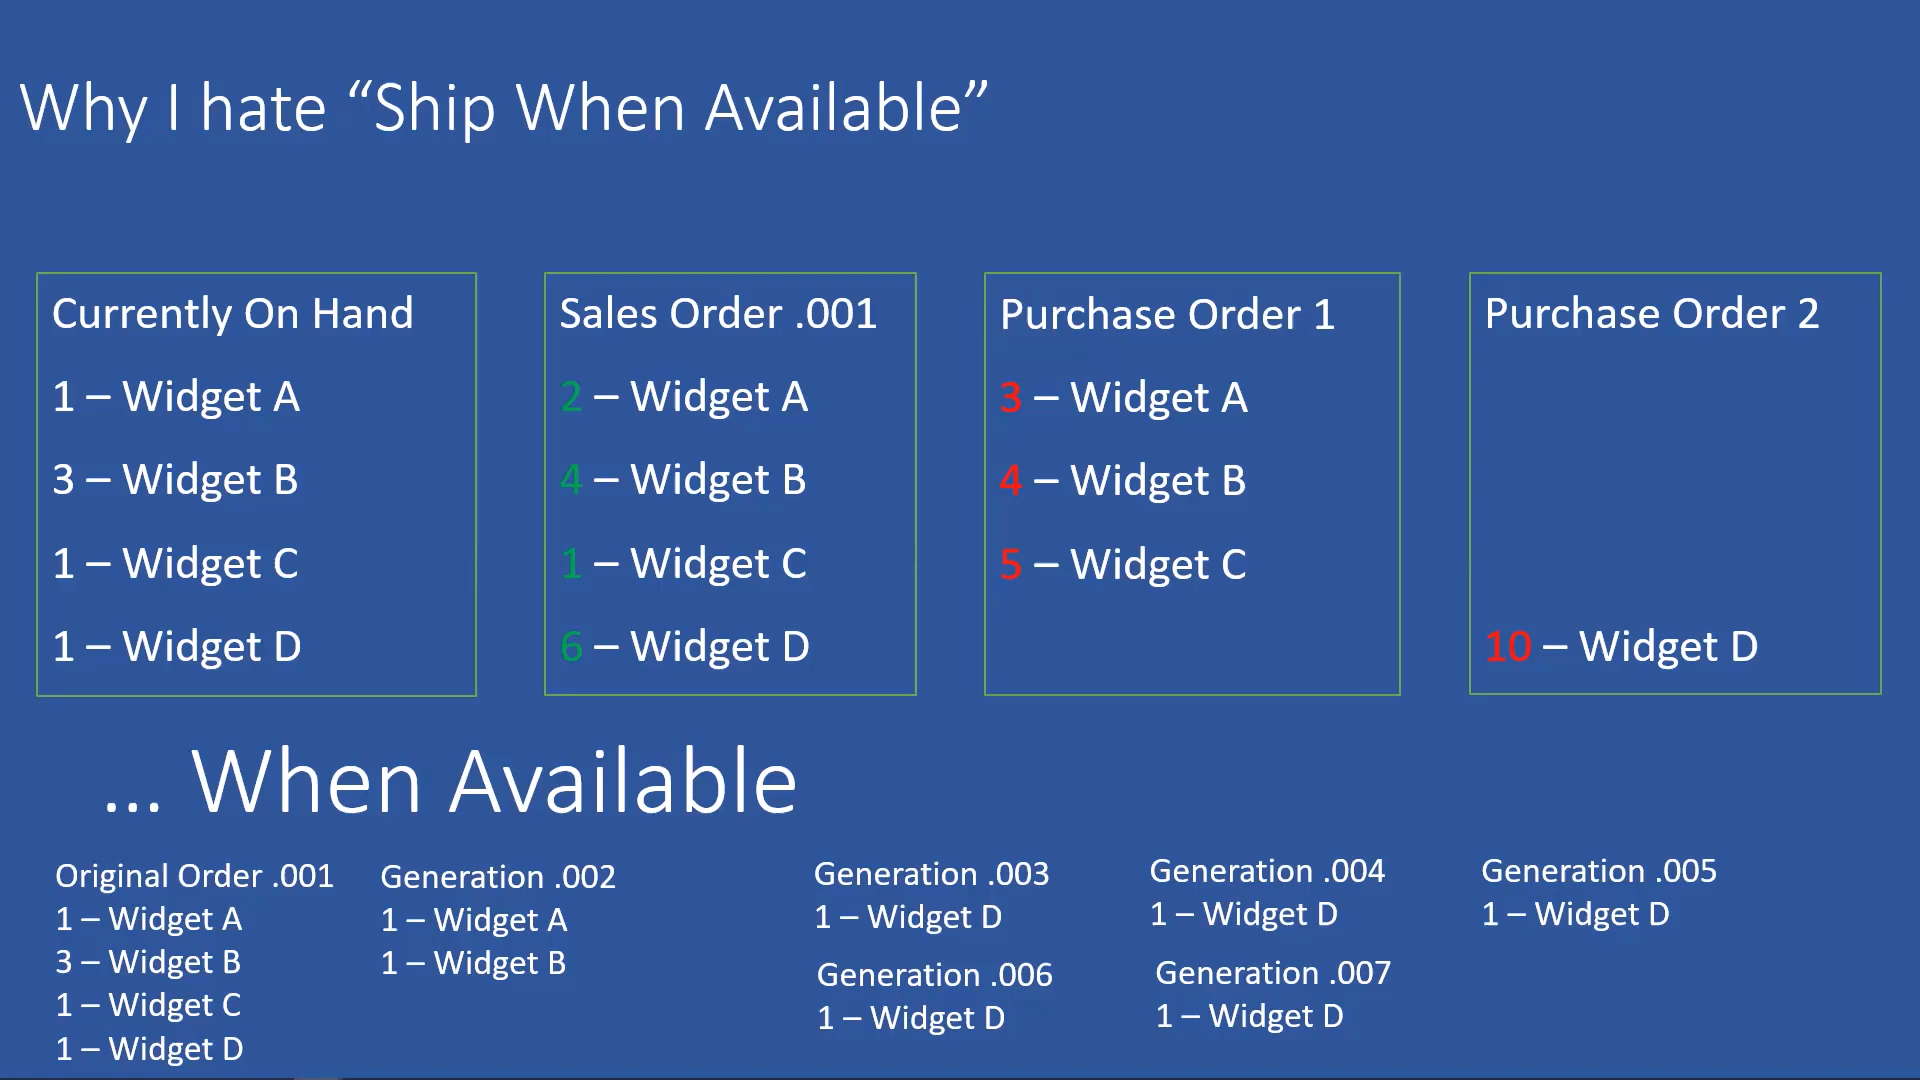 Why I hate “Ship When Available”
Currently On Hand
1 – Widget A
3 – Widget B
1 – Widget C
1 – Widget D
Sales Order .001
2 – Widget A
4 – Widget B
1 – Widget C
6 – Widget D
Purchase Order 1
3 – Widget A
4 – Widget B
5 – Widget C
Purchase Order 2
10 – Widget D
... When Available
Original Order .001
1 – Widget A
3 – Widget B
1 – Widget C
1 – Widget D
Generation .002
1 – Widget A
1 – Widget B
Generation .003
1 – Widget D
Generation .004
1 – Widget D
Generation .005
1 – Widget D
Generation .006
1 – Widget D
Generation .007
1 – Widget D